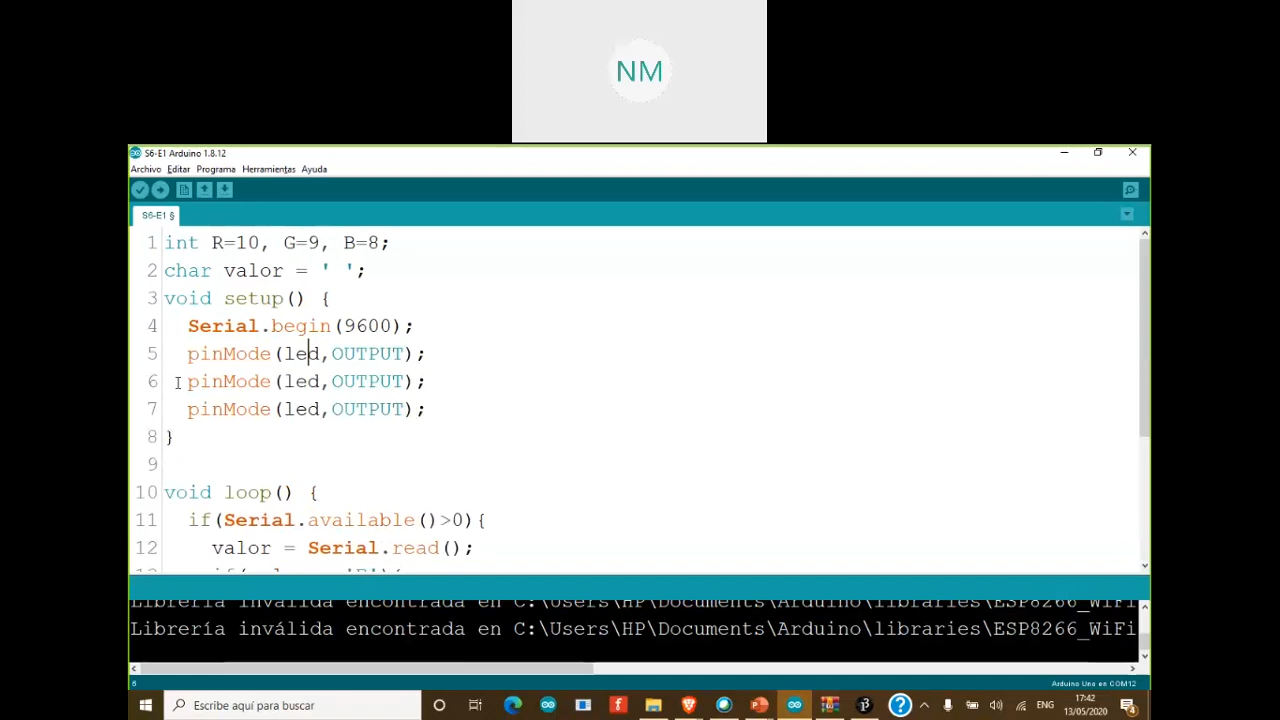 NM
S6-E1 Arduino 1.8.12
Archivo Editar Programa Herramientas Ayuda
S6-E1 §
1 int R=10, G=9, B=8;
2 char valor = ' ';
3 void setup() {
4 Serial.begin(9600);
5 pinMode(led,OUTPUT);
6 pinMode(led,OUTPUT);
7 pinMode(led,OUTPUT);
8 }
9
10 void loop() {
11 if(Serial.available()>0){
12 valor = Serial.read();
Librería inválida encontrada en C:\Users\HP\Documents\Arduino\libraries\ESP8266_WiFi
Librería inválida encontrada en C:\Users\HP\Documents\Arduino\libraries\ESP8266_WiFi
6 Arduino Uno en COM12
Escribe aquí para buscar
ENG
17:42
13/05/2020
4